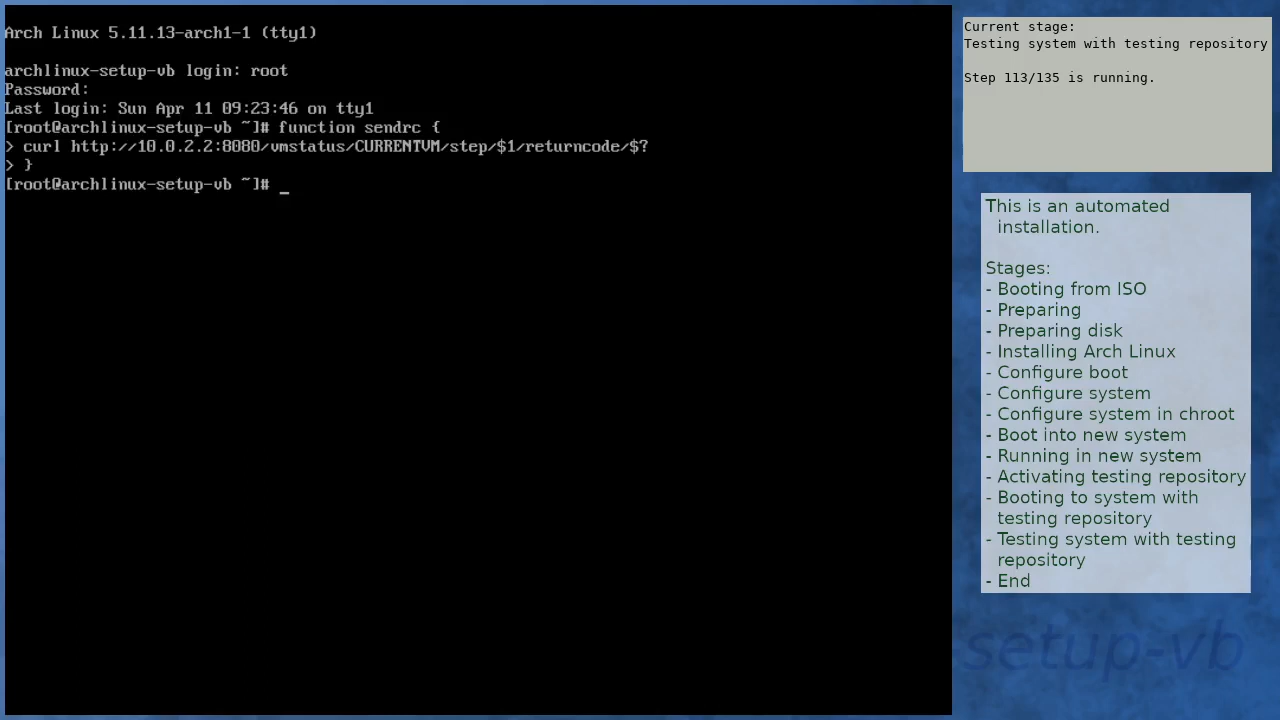 Arch Linux 5.11.13-arch1-1 (tty1)
archlinux-setup-vb login: root
Password:
Last login: Sun Apr 11 09:23:46 on tty1
[root@archlinux-setup-vb ~]# function sendrc {
> curl http://10.0.2.2:8080/vmstatus/CURRENTVM/step/$1/returncode/$?
> }
[root@archlinux-setup-vb ~]# _
Current stage:
Testing system with testing repository
Step 113/135 is running.
This is an automated
installation.
Stages:
- Booting from ISO
- Preparing
- Preparing disk
- Installing Arch Linux
- Configure boot
- Configure system
- Configure system in chroot
- Boot into new system
- Running in new system
- Activating testing repository
- Booting to system with
testing repository
- Testing system with testing
repository
- End
setup-vb